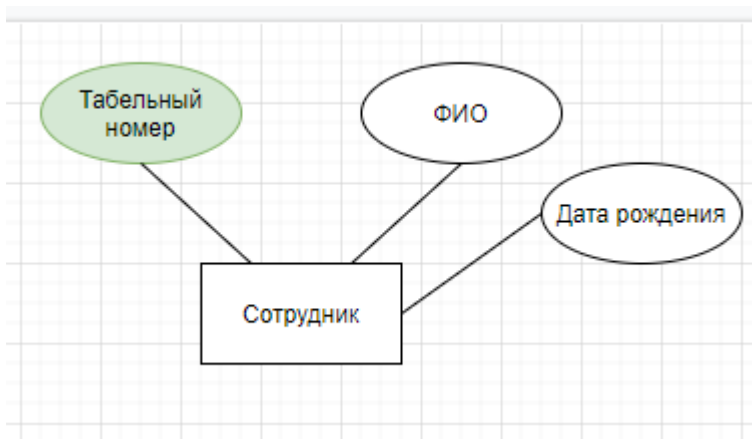 Табельный
номер
ФИО
Дата рождения
Сотрудник